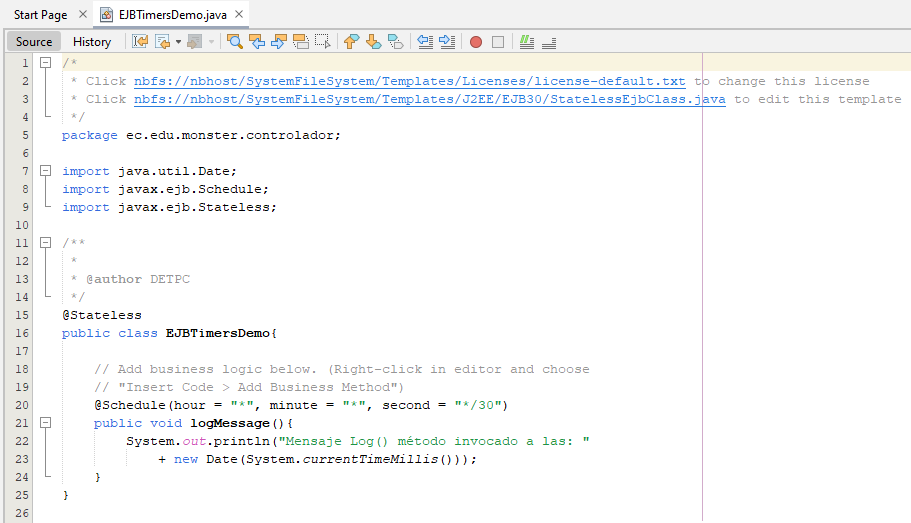 Start Page × EJBTimersDemo.java ×
Source History
1 /*
2 * Click nbfs://nbhost/SystemFileSystem/Templates/Licenses/license-default.txt to change this license
3 * Click nbfs://nbhost/SystemFileSystem/Templates/J2EE/EJB30/StatelessEjbClass.java to edit this template
4 */
5 package ec.edu.monster.controlador;
6
7 import java.util.Date;
8 import javax.ejb.Schedule;
9 import javax.ejb.Stateless;
10
11 /**
12 *
13 * @author DETPC
14 */
15 @Stateless
16 public class EJBTimersDemo{
17
18 // Add business logic below. (Right-click in editor and choose
19 // "Insert Code > Add Business Method")
20 @Schedule(hour = "*", minute = "*", second = "*/30")
21 public void logMessage(){
22 System.out.println("Mensaje Log() método invocado a las: "
23 + new Date(System.currentTimeMillis()));
24 }
25 }
26